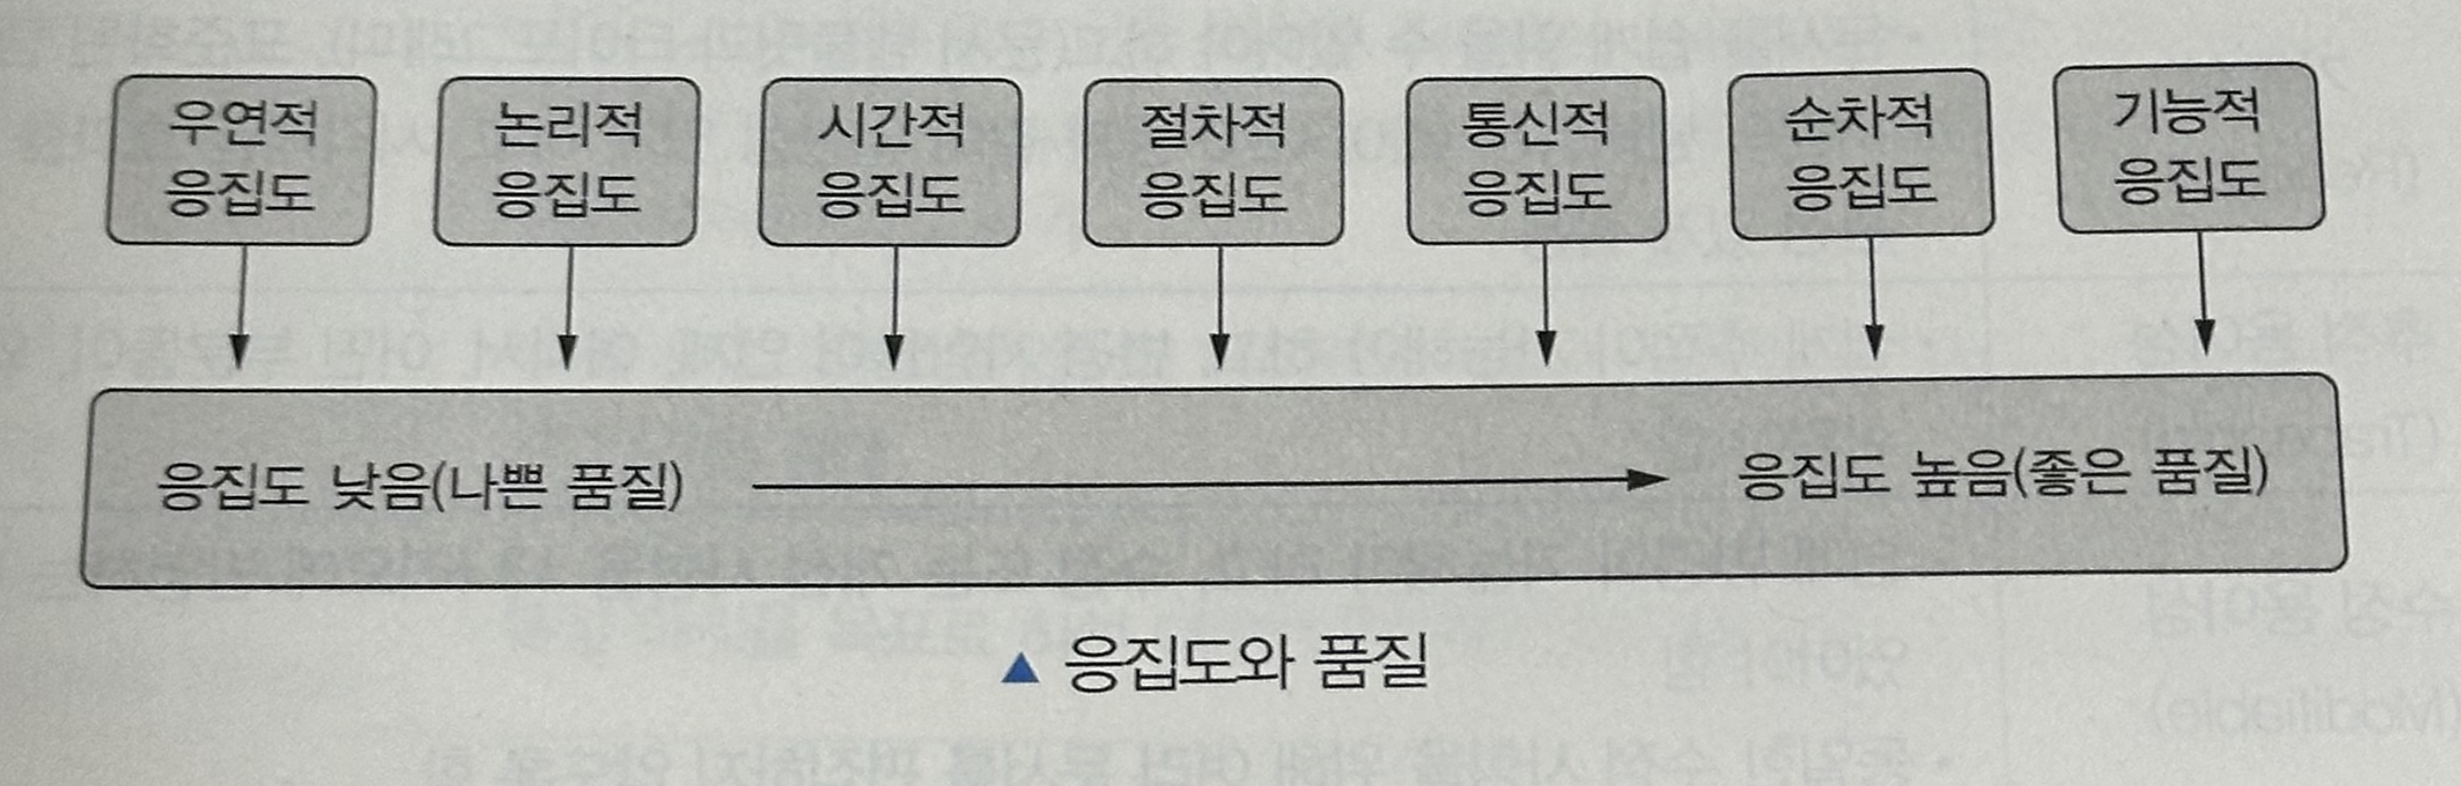 우연적
응집도
논리적
응집도
시간적
응집도
절차적
응집도
통신적
응집도
순차적
응집도
기능적
응집도
응집도 낮음(나쁜 품질)
응집도 높음(좋은 품질)
▲ 응집도와 품질